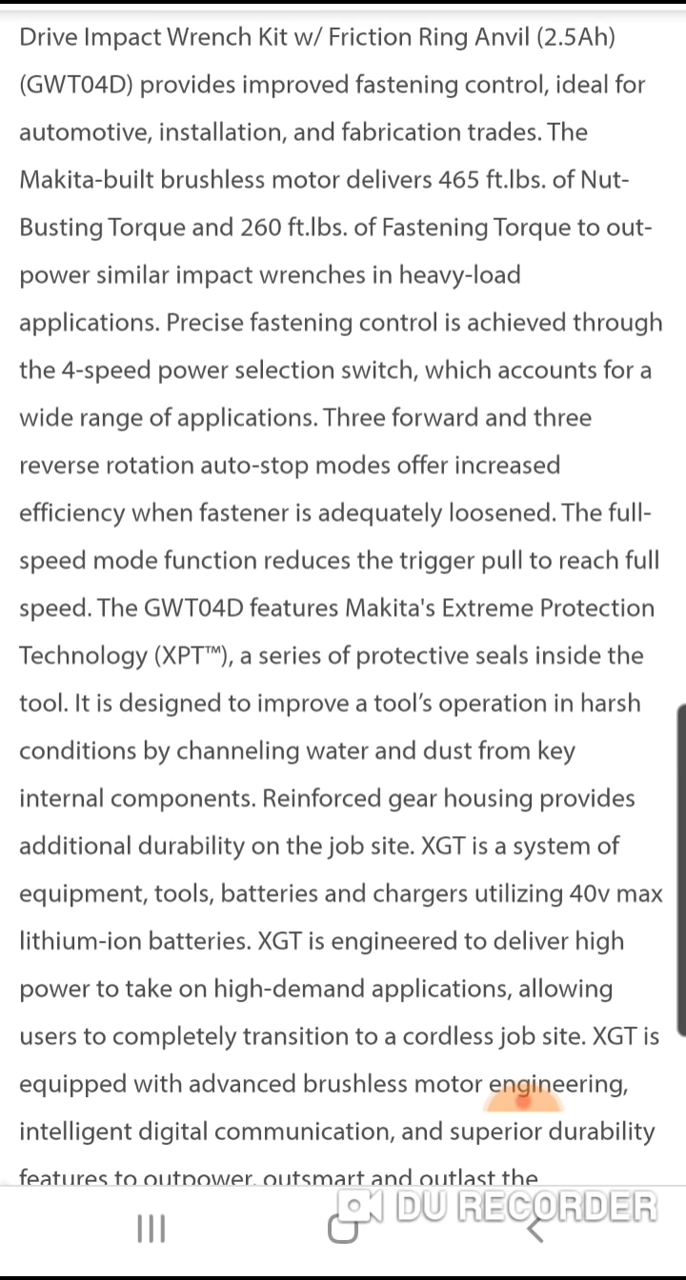 Drive Impact Wrench Kit w/ Friction Ring Anvil (2.5Ah)
(GWT04D) provides improved fastening control, ideal for
automotive, installation, and fabrication trades. The
Makita-built brushless motor delivers 465 ft.lbs. of Nut-
Busting Torque and 260 ft.lbs. of Fastening Torque to out-
power similar impact wrenches in heavy-load
applications. Precise fastening control is achieved through
the 4-speed power selection switch, which accounts for a
wide range of applications. Three forward and three
reverse rotation auto-stop modes offer increased
efficiency when fastener is adequately loosened. The full-
speed mode function reduces the trigger pull to reach full
speed. The GWT04D features Makita's Extreme Protection
Technology (XPT™), a series of protective seals inside the
tool. It is designed to improve a tool’s operation in harsh
conditions by channeling water and dust from key
internal components. Reinforced gear housing provides
additional durability on the job site. XGT is a system of
equipment, tools, batteries and chargers utilizing 40v max
lithium-ion batteries. XGT is engineered to deliver high
power to take on high-demand applications, allowing
users to completely transition to a cordless job site. XGT is
equipped with advanced brushless motor engineering,
intelligent digital communication, and superior durability
features to outpower, outsmart and outlast the
DU RECORDER